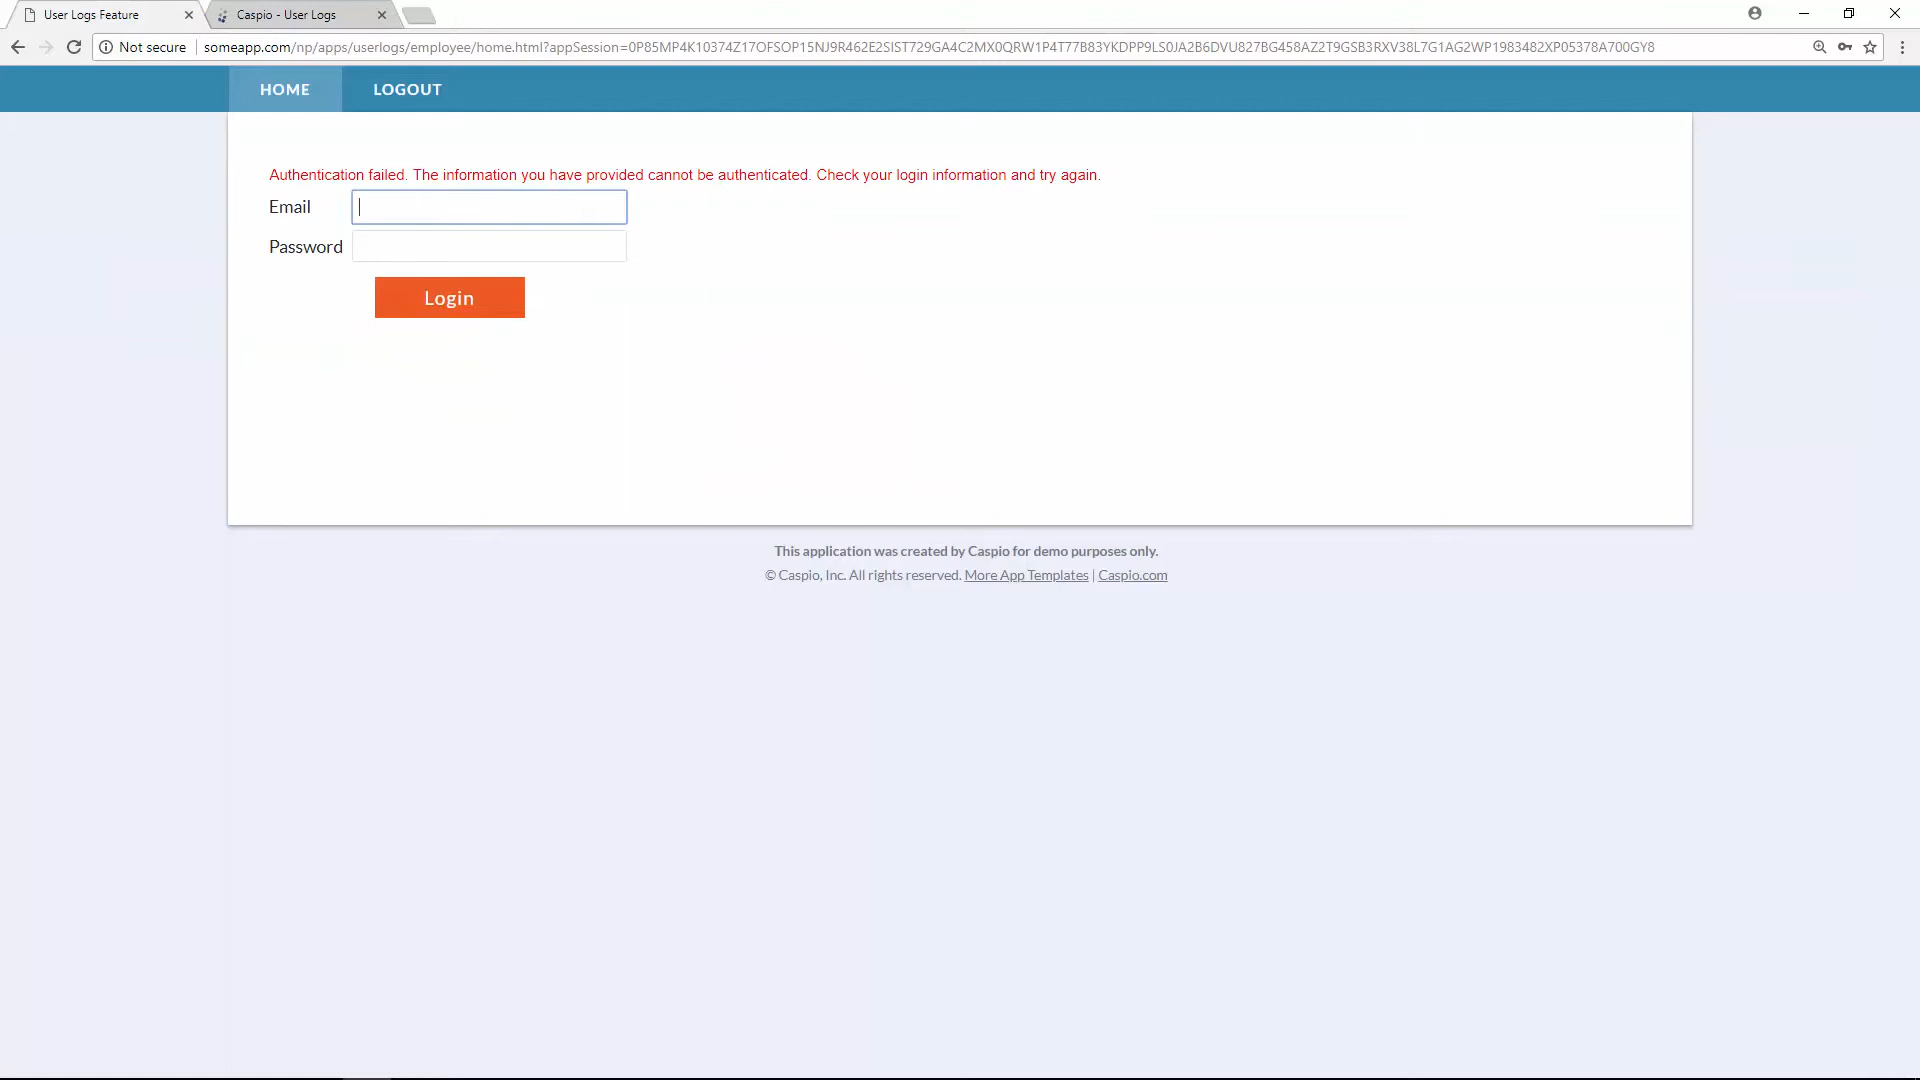 User Logs Feature
Caspio - User Logs
Not secure
someapp.com/np/apps/userlogs/employee/home.html?appSession=0P85MP4K10374Z17OFSOP15NJ9R462E2SIST729GA4C2MX0QRW1P4T77B83YKDPP9LS0JA2B6DVU827BG458AZ2T9GSB3RXV38L7G1AG2WP1983482XP05378A700GY8
HOME
LOGOUT
Authentication failed. The information you have provided cannot be authenticated. Check your login information and try again.
Email
Password
Login
This application was created by Caspio for demo purposes only.
© Caspio, Inc. All rights reserved. More App Templates | Caspio.com